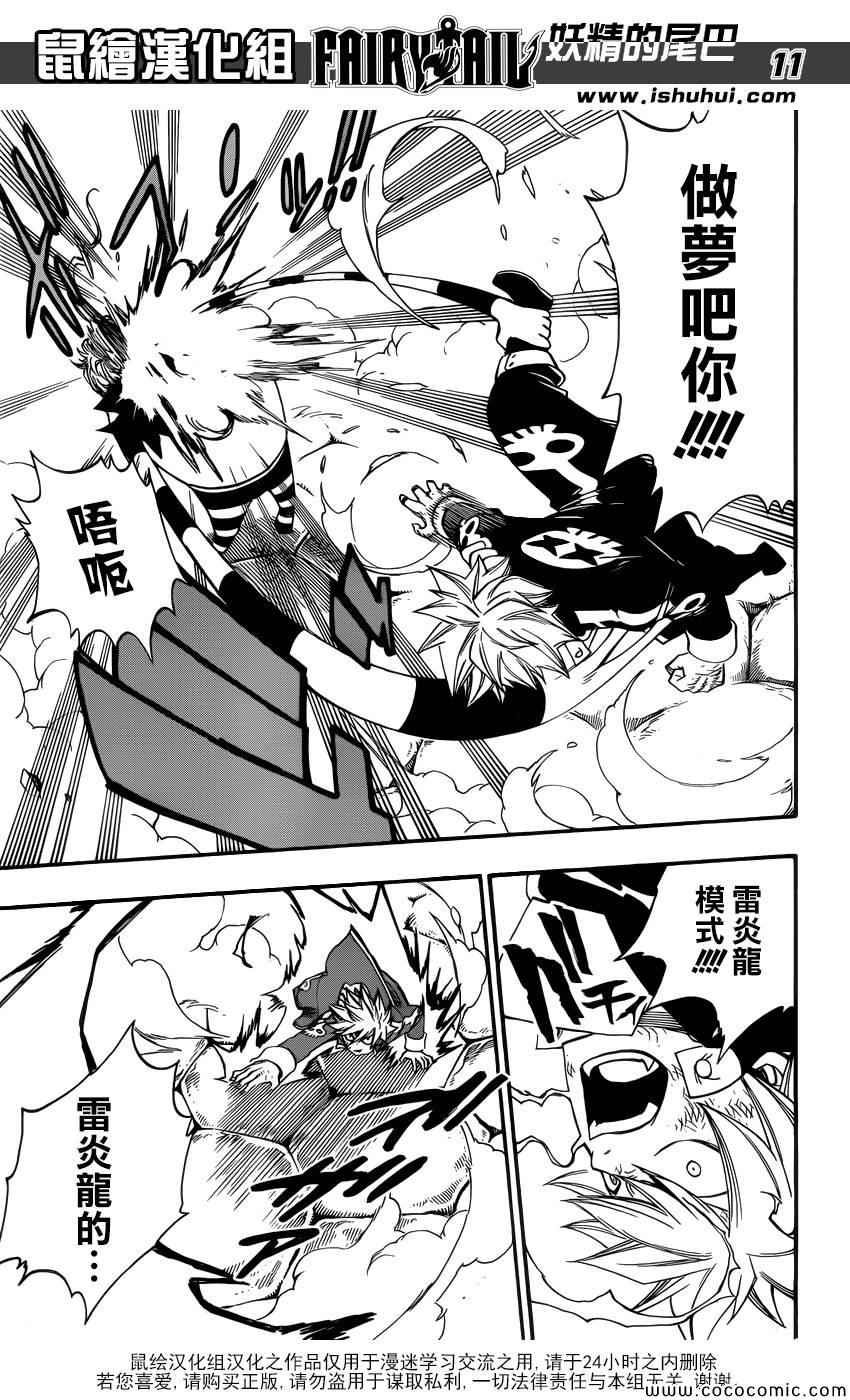 鼠繪漢化組 FAIRY TAIL 妖精的尾巴 11
www.ishuhui.com
做夢吧你!!!!
唔
呃
雷炎龍
模式!!!!
雷炎龍的…
鼠绘汉化组汉化之作品仅用于漫迷学习交流之用, 请于24小时之内删除
若您喜爱, 请购买正版, 请勿盗用于谋取私利, 一切法律责任与本组无关, 谢谢
www.cococomic.com